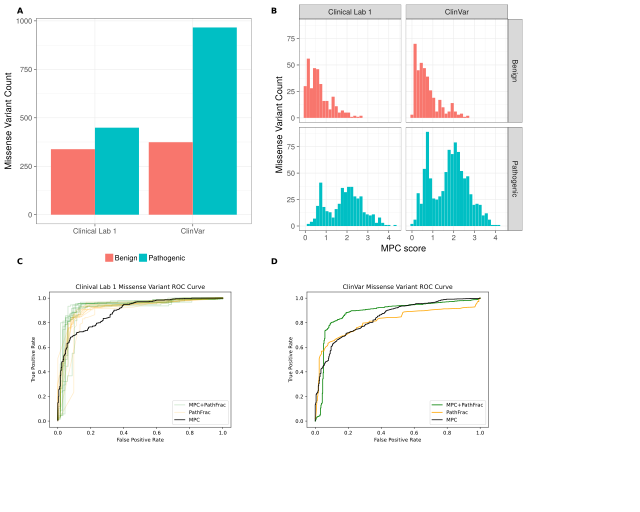 A
1000
750
500
250
0
Missense Variant Count
Clinical Lab 1
ClinVar
Benign
Pathogenic
B
Clinical Lab 1
ClinVar
75
50
25
0
75
50
25
0
Missense Variant Count
Benign
Pathogenic
0 1 2 3 4 0 1 2 3 4
MPC score
C
Clinival Lab 1 Missense Variant ROC Curve
1.0
0.8
0.6
0.4
0.2
0.0
True Positive Rate
MPC+PathFrac
PathFrac
MPC
0.0 0.2 0.4 0.6 0.8 1.0
False Positive Rate
D
ClinVar Missense Variant ROC Curve
1.0
0.8
0.6
0.4
0.2
0.0
True Positive Rate
MPC+PathFrac
PathFrac
MPC
0.0 0.2 0.4 0.6 0.8 1.0
False Positive Rate